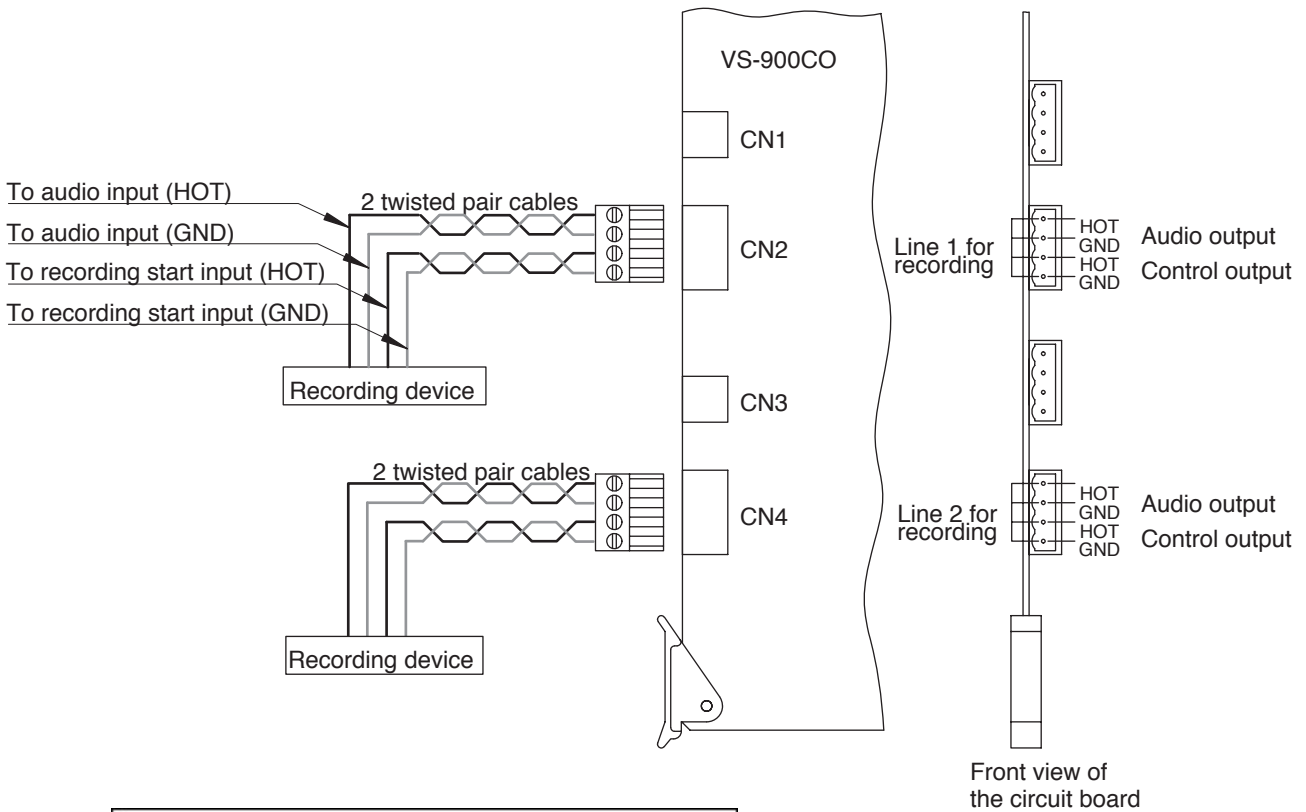 VS-900CO
CN1
To audio input (HOT)
2 twisted pair cables
To audio input (GND)
To recording start input (HOT)
To recording start input (GND)
CN2
Line 1 for
recording
HOT
GND
HOT
GND
Audio output
Control output
Recording device
CN3
2 twisted pair cables
CN4
Line 2 for
recording
HOT
GND
HOT
GND
Audio output
Control output
Recording device
Front view of
the circuit board